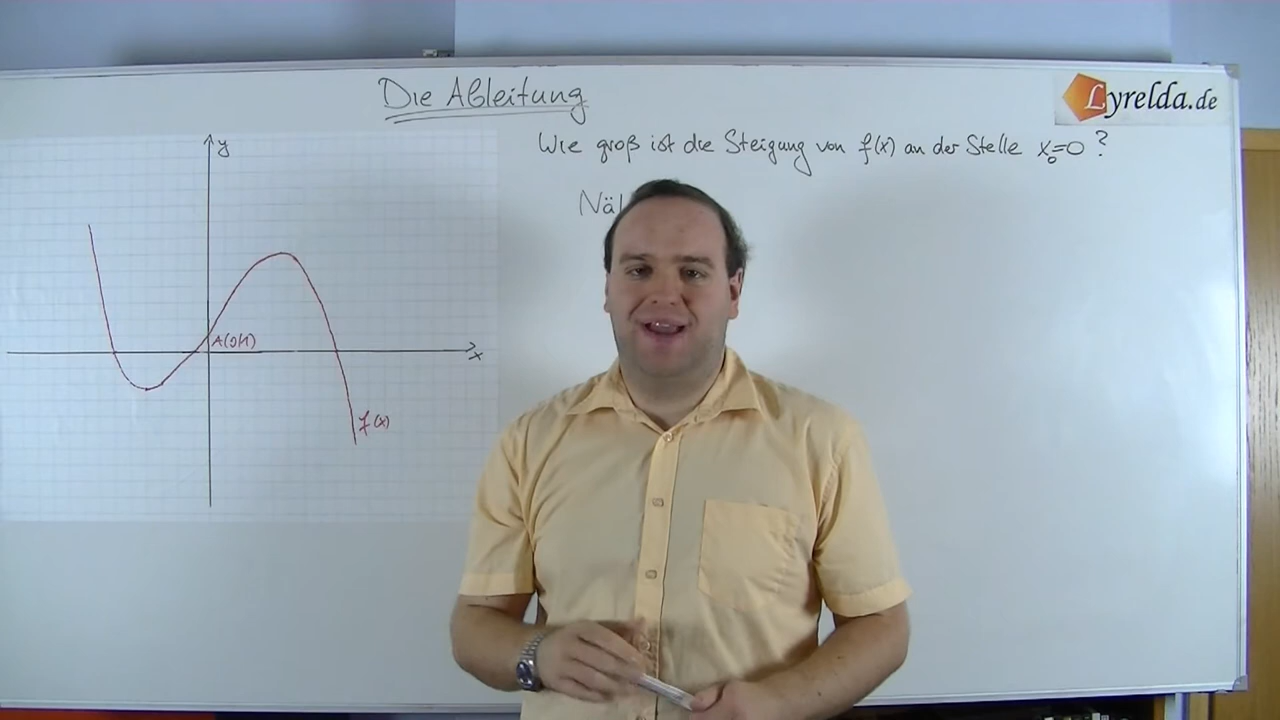 Die Ableitung
Lyrelda.de
Wie groß ist die Steigung von f(x) an der Stelle x₀=0 ?
y
A(0|1)
x
f(x)